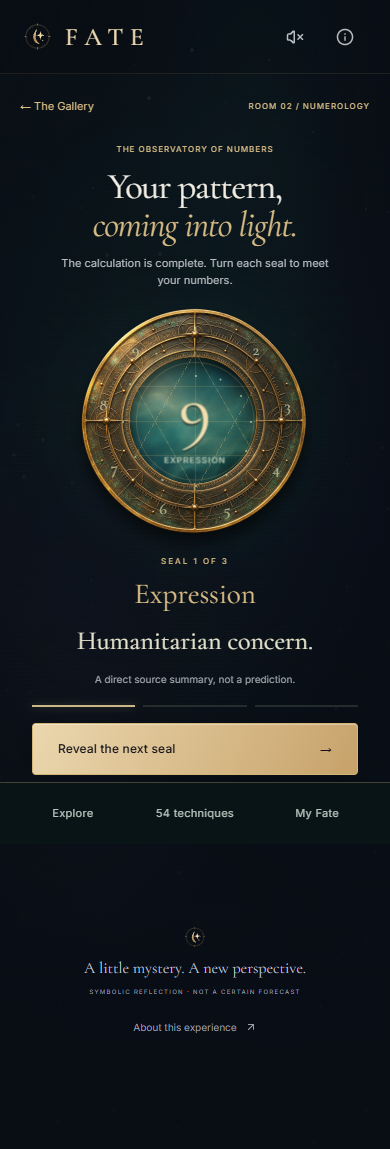 FATE
← The Gallery
ROOM 02 / NUMEROLOGY
THE OBSERVATORY OF NUMBERS
Your pattern,
coming into light.
The calculation is complete. Turn each seal to meet
your numbers.
9
2
8
3
7
4
6
5
9
EXPRESSION
SEAL 1 OF 3
Expression
Humanitarian concern.
A direct source summary, not a prediction.
Reveal the next seal →
Explore
54 techniques
My Fate
A little mystery. A new perspective.
SYMBOLIC REFLECTION · NOT A CERTAIN FORECAST
About this experience ↗